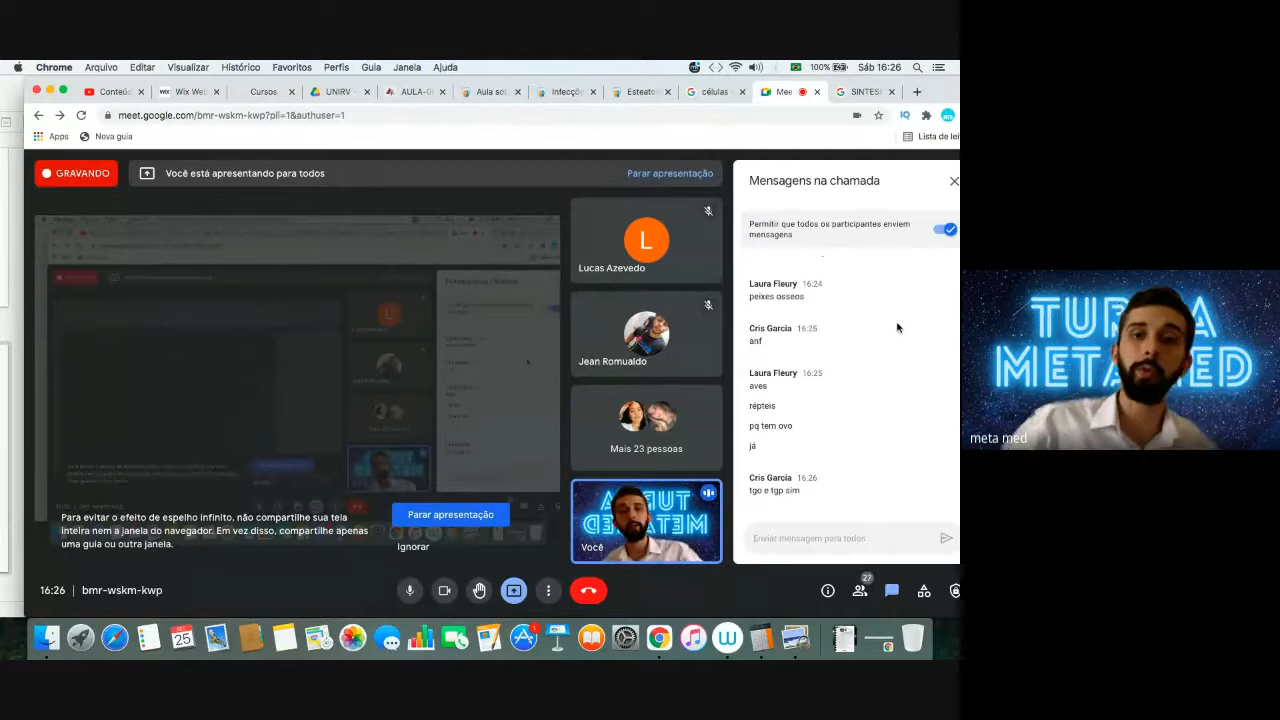 Chrome Arquivo Editar Visualizar Histórico Favoritos Perfis Guia Janela Ajuda 100% Sáb 16:26
Conteúd Wix Web Cursos UNIRV AULA-0 Aula so Infecçõe Esteato células Mee SINTESE
meet.google.com/bmr-wskm-kwp?pli=1&authuser=1
Apps Nova guia Lista de lei
GRAVANDO
Você está apresentando para todos
Parar apresentação
L
Lucas Azevedo
Jean Romualdo
Mais 23 pessoas
Você
Para evitar o efeito de espelho infinito, não compartilhe sua tela
inteira nem a janela do navegador. Em vez disso, compartilhe apenas
uma guia ou outra janela.
Parar apresentação
Ignorar
Mensagens na chamada
Permitir que todos os participantes enviem
mensagens
Laura Fleury 16:24
peixes osseos
Cris Garcia 16:25
anf
Laura Fleury 16:25
aves
répteis
pq tem ovo
já
Cris Garcia 16:26
tgo e tgp sim
Enviar mensagem para todos
16:26 | bmr-wskm-kwp
27
25
1
TURMA
METAMED
meta med